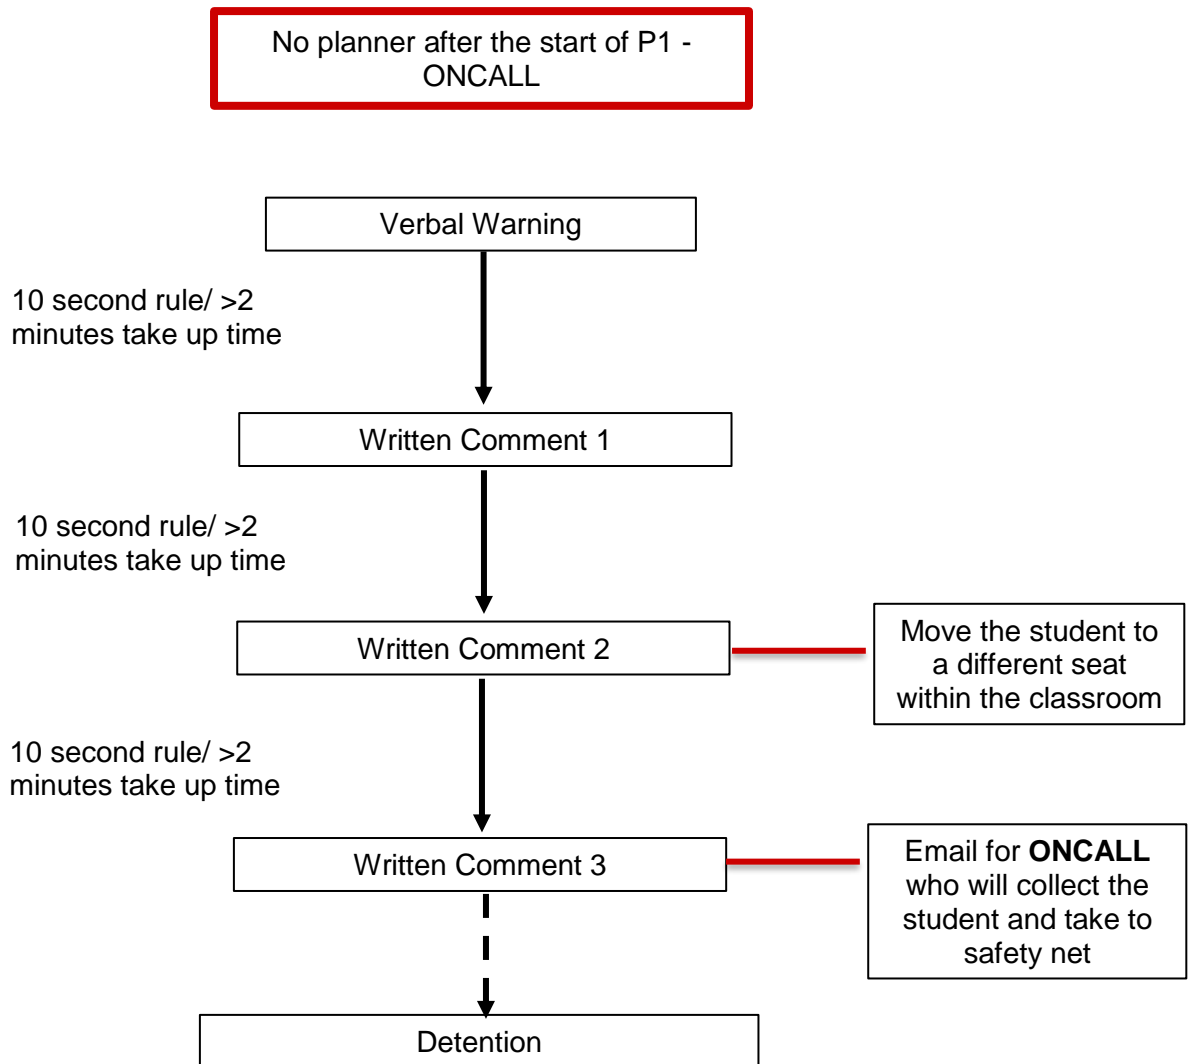 No planner after the start of P1 -
ONCALL
Verbal Warning
10 second rule/ >2
minutes take up time
Written Comment 1
10 second rule/ >2
minutes take up time
Written Comment 2
Move the student to
a different seat
within the classroom
10 second rule/ >2
minutes take up time
Written Comment 3
Email for ONCALL
who will collect the
student and take to
safety net
Detention